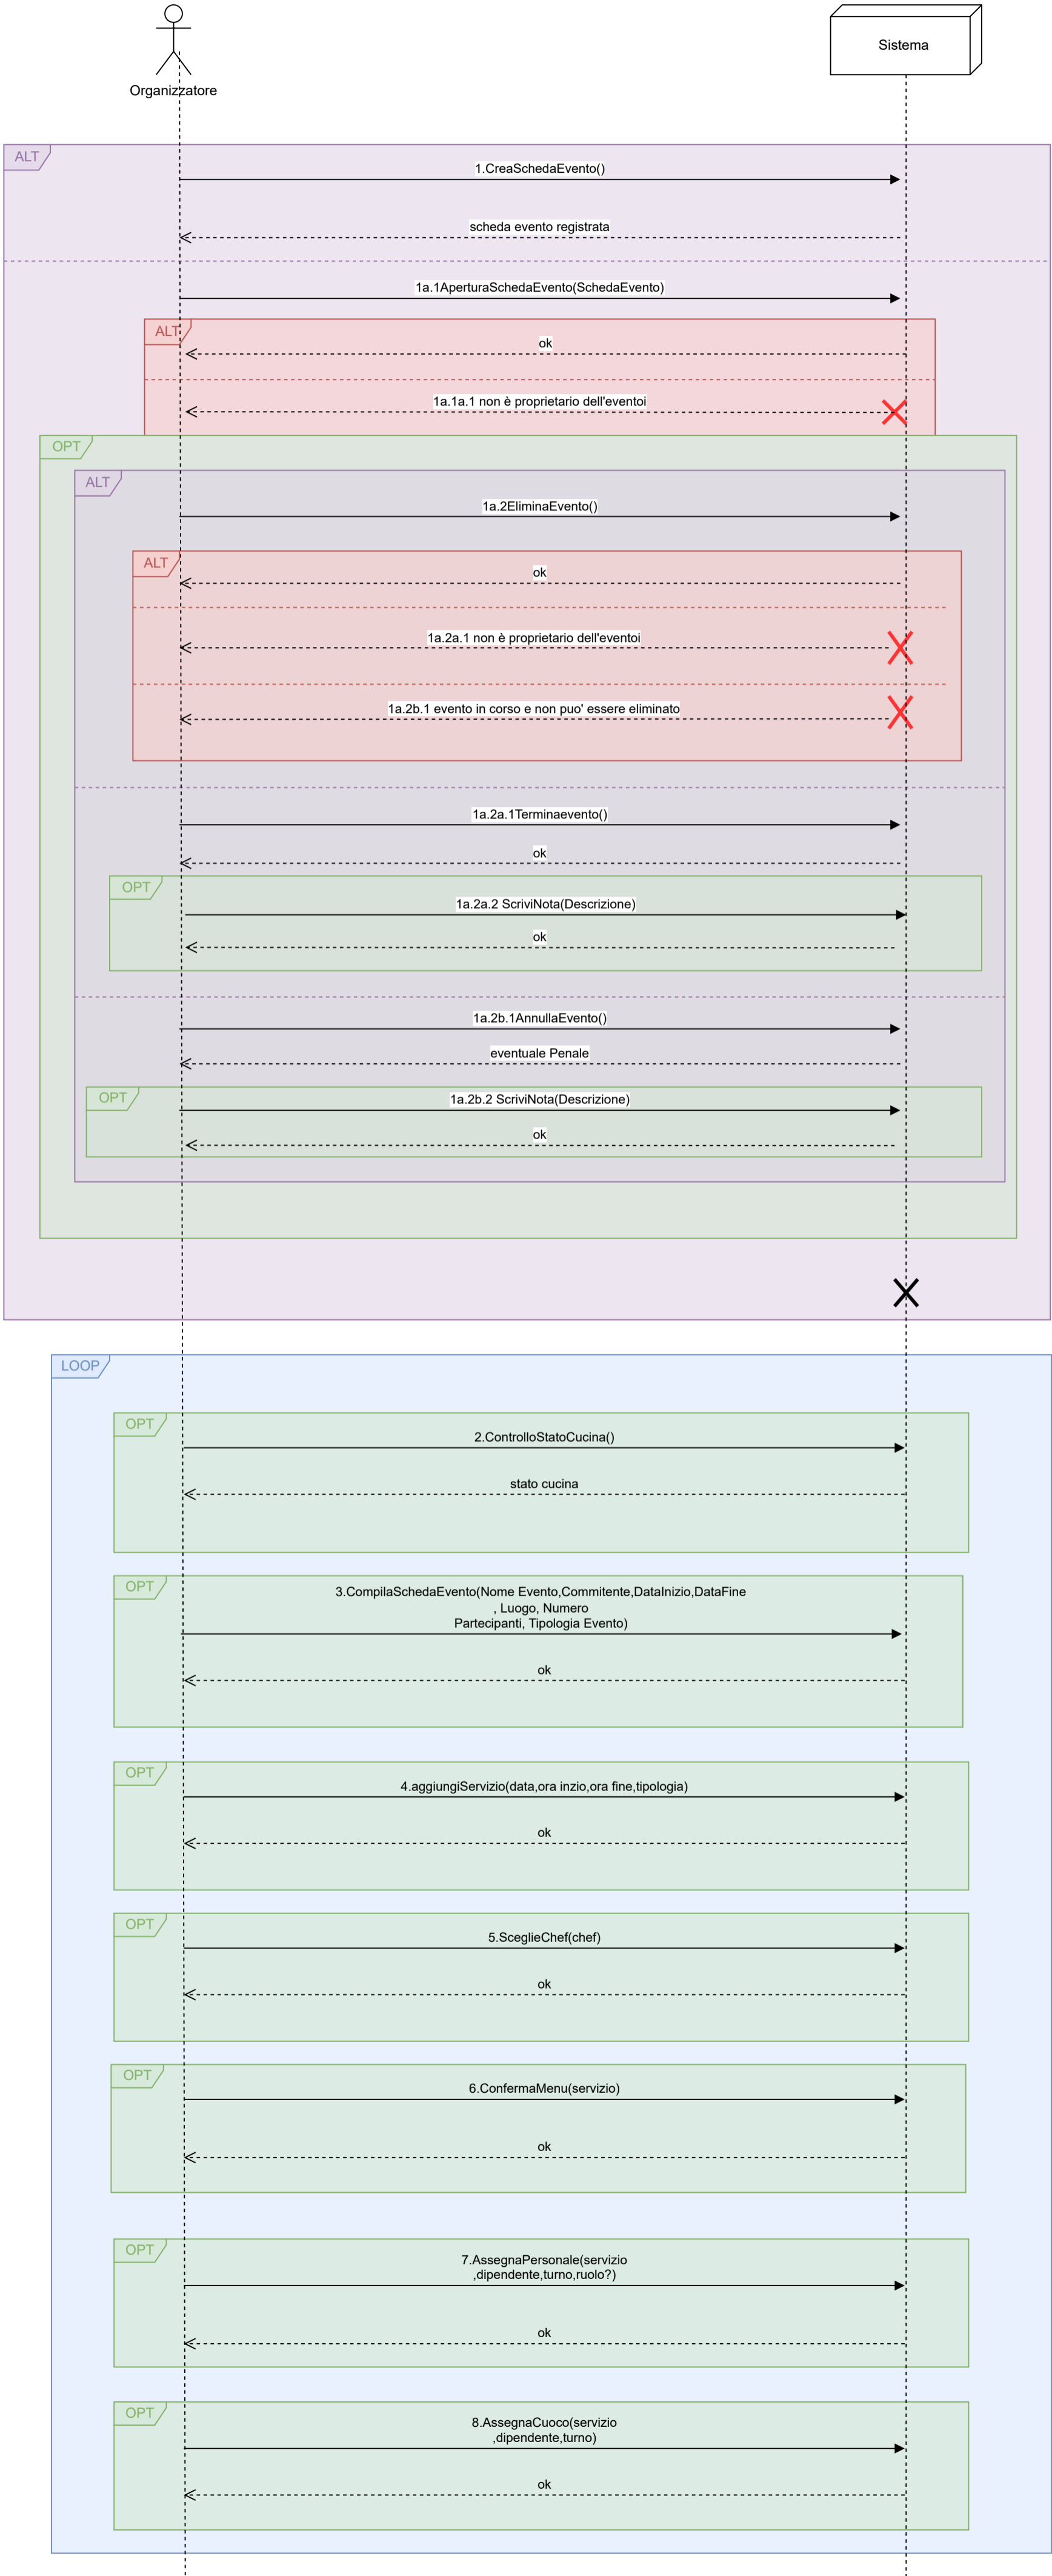 Organizzatore
Sistema
ALT
1.CreaSchedaEvento()
scheda evento registrata
1a.1AperturaSchedaEvento(SchedaEvento)
ALT
ok
1a.1a.1 non è proprietario dell'eventoi
OPT
ALT
1a.2EliminaEvento()
ALT
ok
1a.2a.1 non è proprietario dell'eventoi
1a.2b.1 evento in corso e non puo' essere eliminato
1a.2a.1Terminaevento()
ok
OPT
1a.2a.2 ScriviNota(Descrizione)
ok
1a.2b.1AnnullaEvento()
eventuale Penale
OPT
1a.2b.2 ScriviNota(Descrizione)
ok
LOOP
OPT
2.ControlloStatoCucina()
stato cucina
OPT
3.CompilaSchedaEvento(Nome Evento,Commitente,DataInizio,DataFine
, Luogo, Numero
Partecipanti, Tipologia Evento)
ok
OPT
4.aggiungiServizio(data,ora inzio,ora fine,tipologia)
ok
OPT
5.SceglieChef(chef)
ok
OPT
6.ConfermaMenu(servizio)
ok
OPT
7.AssegnaPersonale(servizio
,dipendente,turno,ruolo?)
ok
OPT
8.AssegnaCuoco(servizio
,dipendente,turno)
ok